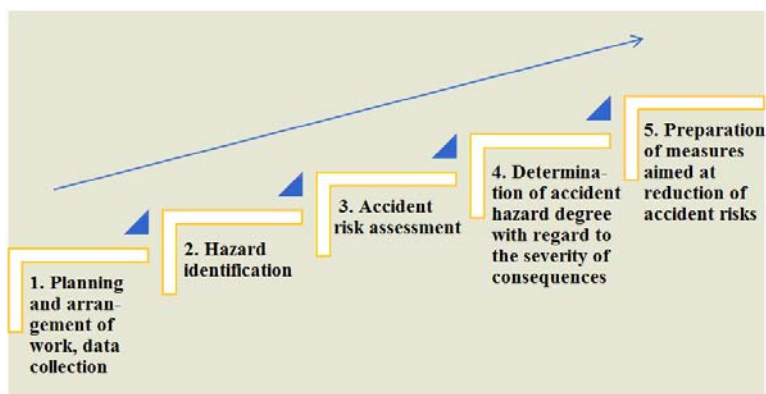 1. Planning
and arran-
gement of
work, data
collection
2. Hazard
identification
3. Accident
risk assessment
4. Determina-
tion of accident
hazard degree
with regard to
the severity of
consequences
5. Preparation
of measures
aimed at
reduction of
accident risks